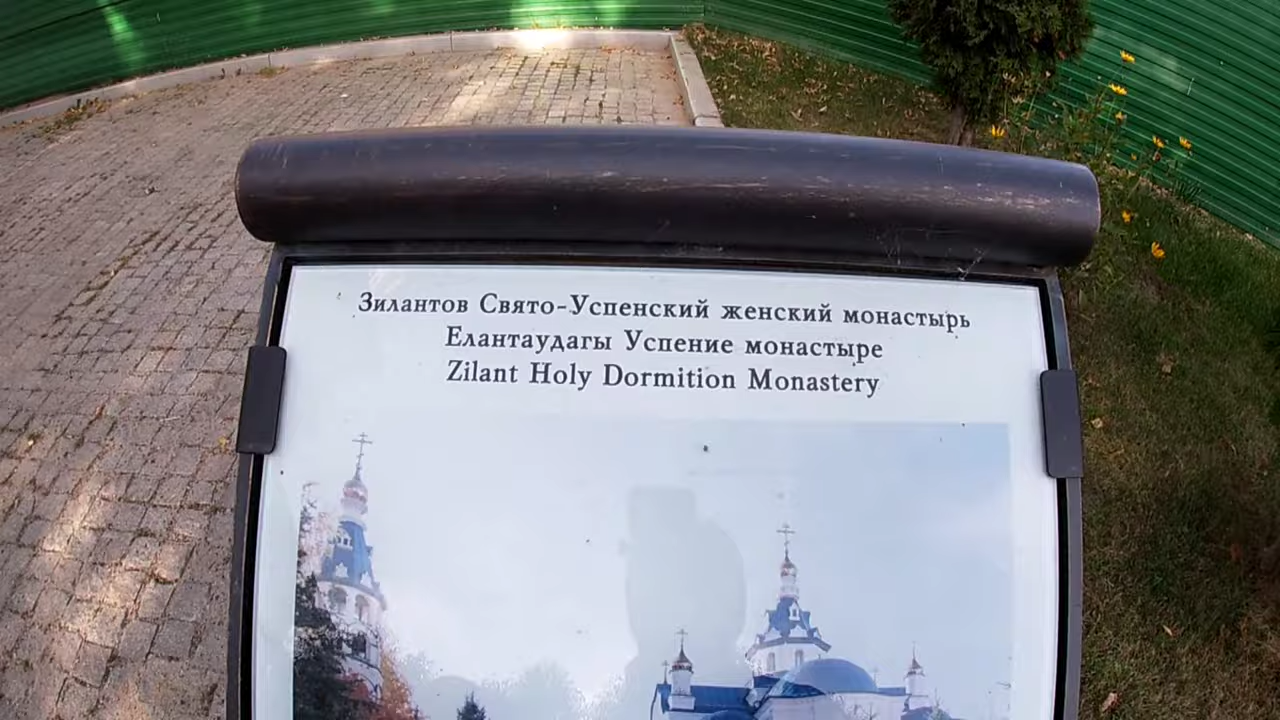 Зилантов Свято-Успенский женский монастырь
Елантаудагы Успение монастыре
Zilant Holy Dormition Monastery